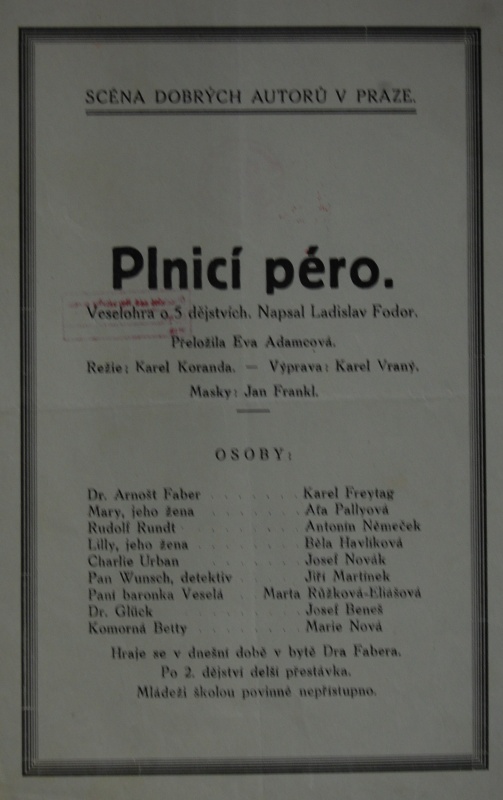 SCÉNA DOBRÝCH AUTORŮ V PRAZE.
Plnicí péro.
Veselohra o 5 dějstvích. Napsal Ladislav Fodor.
Přeložila Eva Adamcová.
Režie: Karel Koranda. — Výprava: Karel Vraný.
Masky: Jan Frankl.
OSOBY:
Dr. Arnošt Faber . . . . . . . Karel Freytag
Mary, jeho žena . . . . . . . Aťa Pallyová
Rudolf Rundt . . . . . . . Antonín Němeček
Lilly, jeho žena . . . . . . . Běla Havlíková
Charlie Urban . . . . . . . Josef Novák
Pan Wunsch, detektiv . . . . . Jiří Martínek
Paní baronka Veselá . . Marta Růžková-Eliášová
Dr. Glück . . . . . . . Josef Beneš
Komorná Betty . . . . . . . Marie Nová
Hraje se v dnešní době v bytě Dra Fabera.
Po 2. dějství delší přestávka.
Mládeži školou povinné nepřístupno.